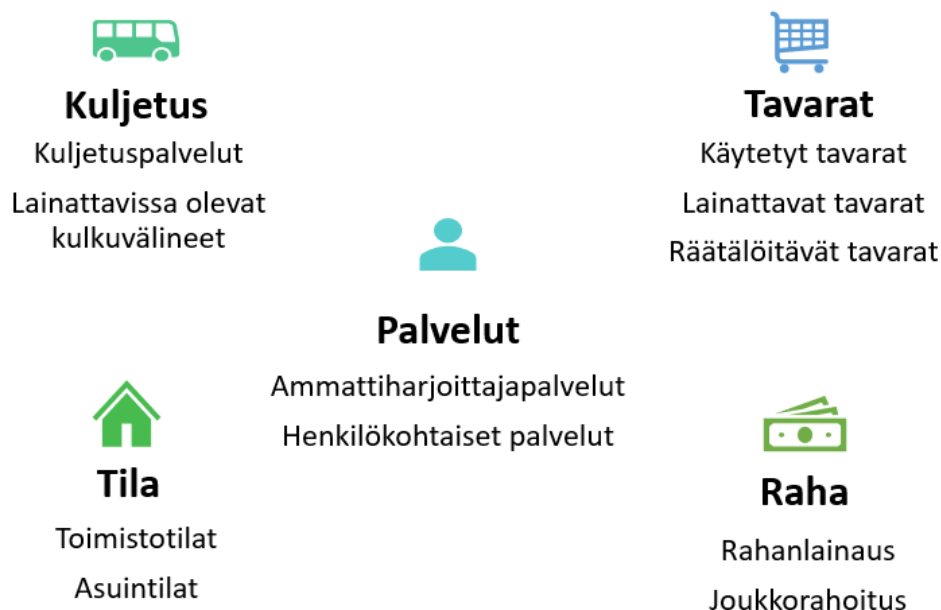 Kuljetus
Kuljetuspalvelut
Lainattavissa olevat
kulkuvälineet
Tavarat
Käytetyt tavarat
Lainattavat tavarat
Räätälöitävät tavarat
Palvelut
Ammattiharjoittajapalvelut
Henkilökohtaiset palvelut
Tila
Toimistotilat
Asuintilat
Raha
Rahanlainaus
Joukkorahoitus